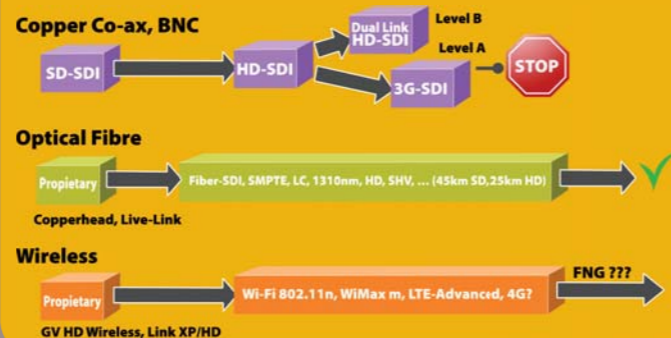 Copper Co-ax, BNC
Dual Link
HD-SDI
Level B
SD-SDI
HD-SDI
Level A
3G-SDI
STOP
Optical Fibre
Propietary
Fiber-SDI, SMPTE, LC, 1310nm, HD, SHV, ... (45km SD,25km HD)
Copperhead, Live-Link
Wireless
FNG ???
Propietary
Wi-Fi 802.11n, WiMax m, LTE-Advanced, 4G?
GV HD Wireless, Link XP/HD